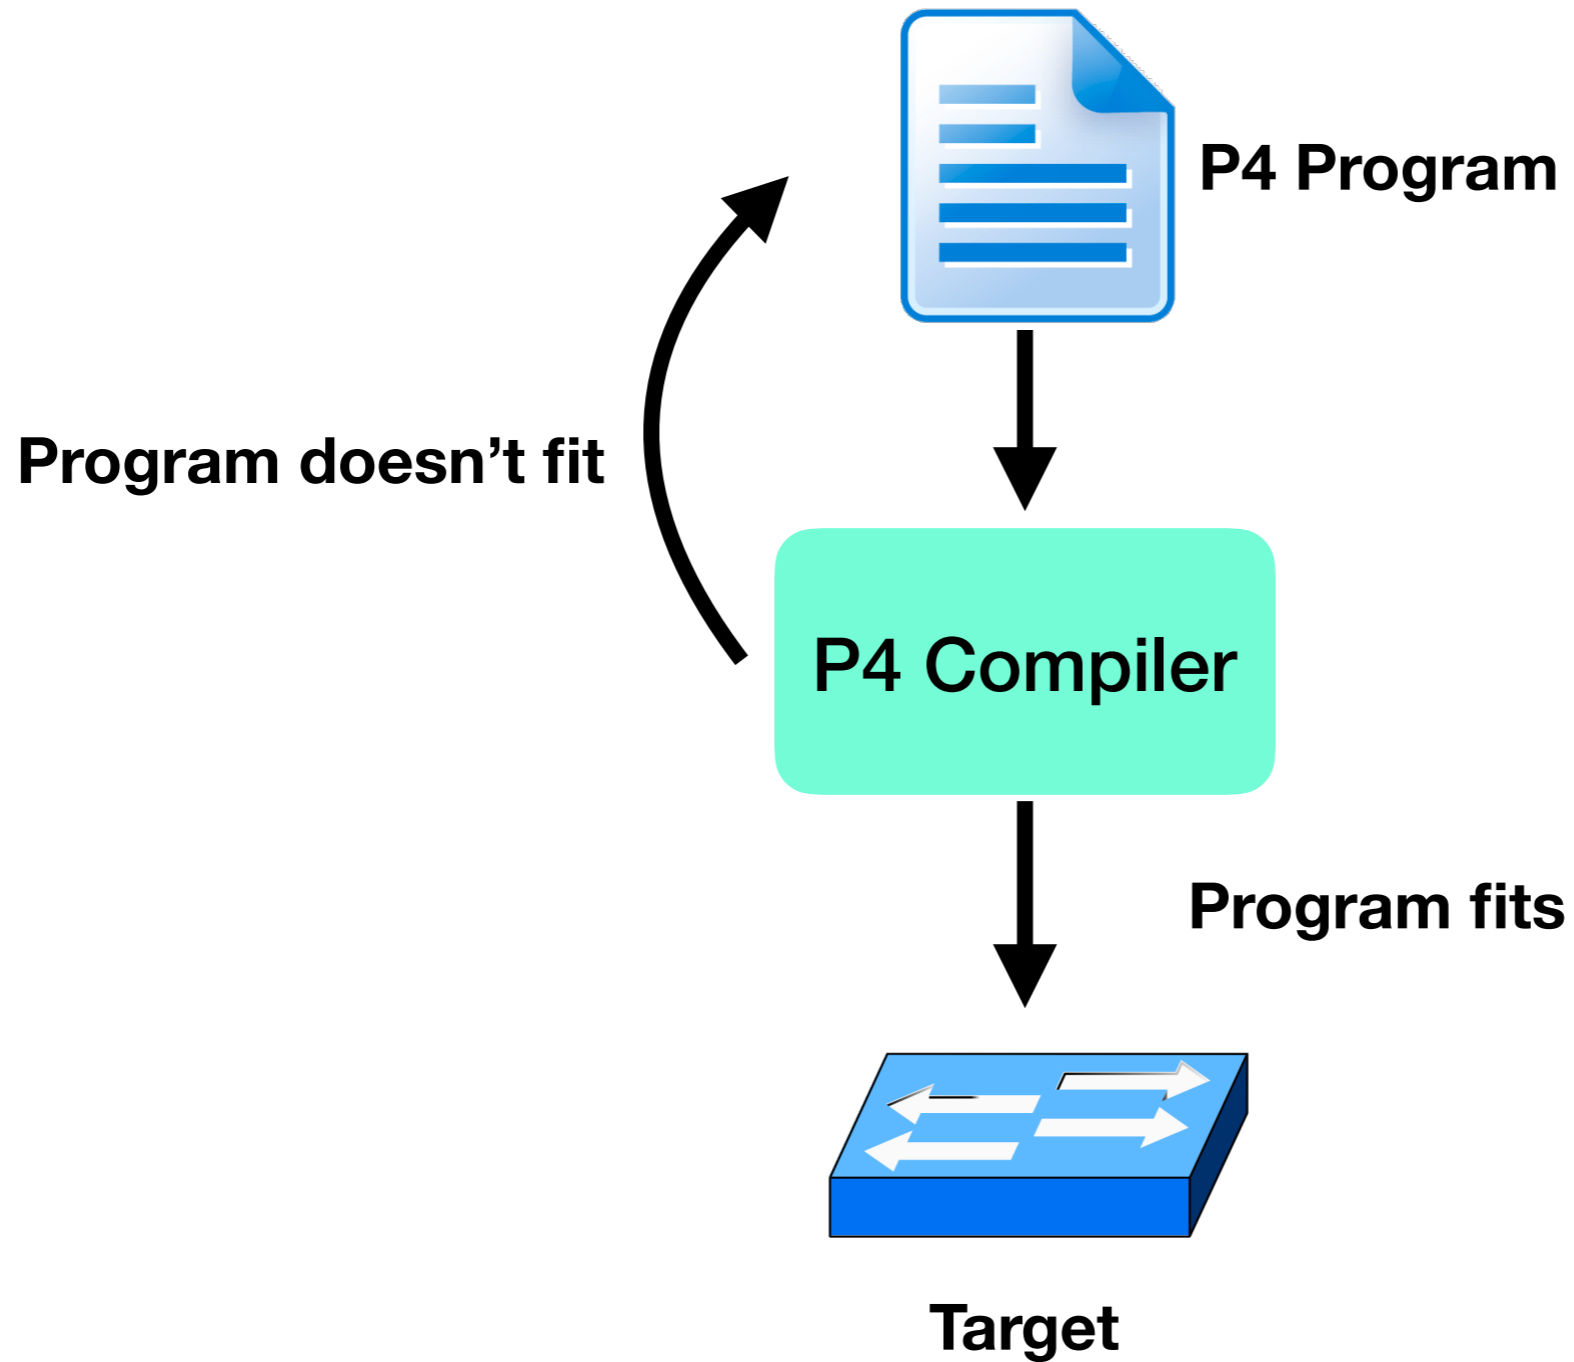 P4 Program
Program doesn’t fit
P4 Compiler
Program fits
Target